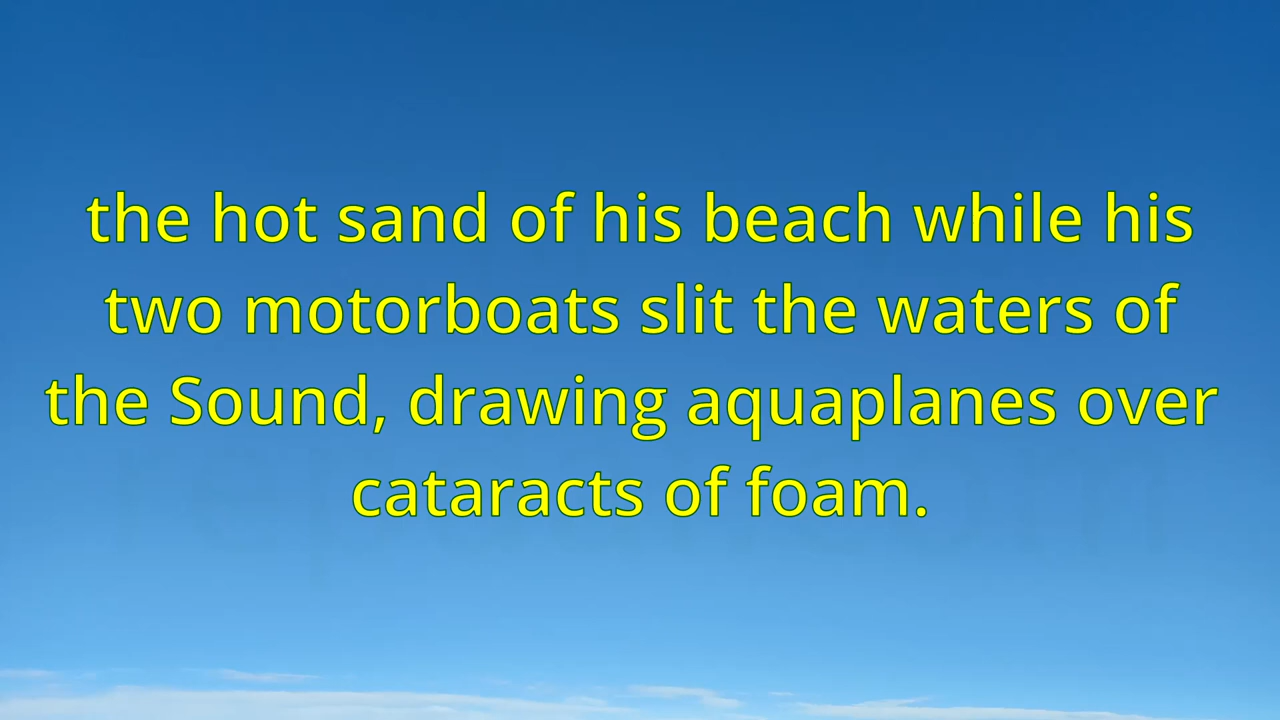 the hot sand of his beach while his
two motorboats slit the waters of
the Sound, drawing aquaplanes over
cataracts of foam.